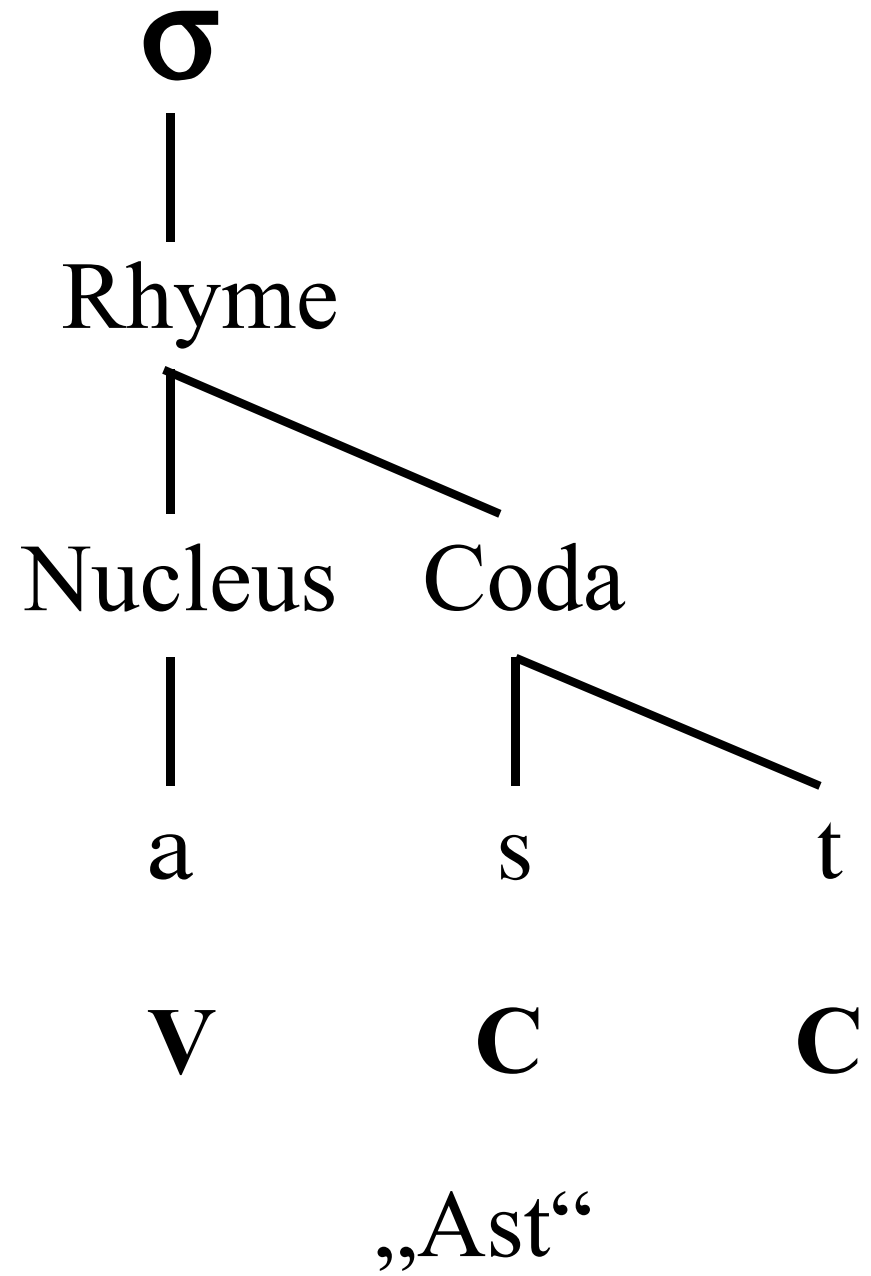 σ
Rhyme
Nucleus Coda
a s t
V C C
„Ast“